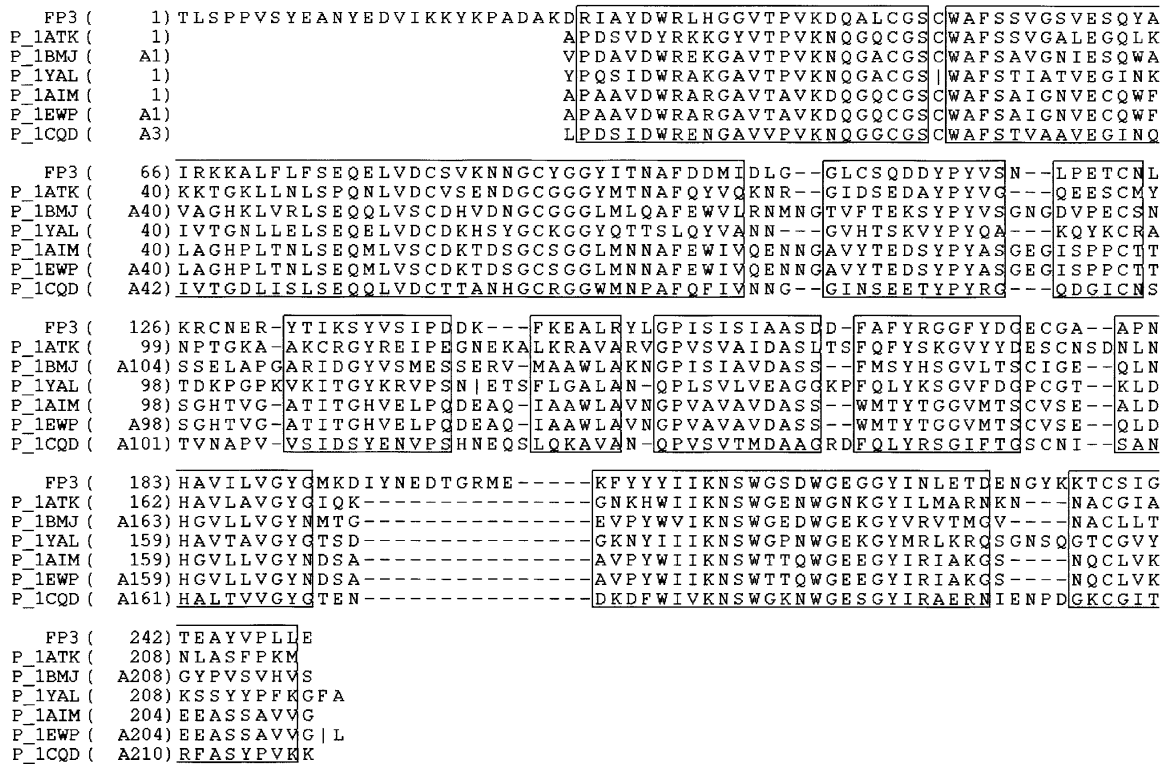 FP3 ( 1) TLSPPVSYEANYEDVIKKYKPADAKDRIAYDWRLHGGVTPVKDQALCGSCWAFSSVGSVESQYA
P_1ATK ( 1) APDSVDYRKKGYVTPVKNQGQCGSCWAFSSVGALEGQLK
P_1BMJ ( A1) VPDAVDWREKGAVTPVKNQGACGSCWAFSAVGNIESQWA
P_1YAL ( 1) YPQSIDWRAKGAVTPVKNQGACGS|WAFSTIATVEGINK
P_1AIM ( 1) APAAVDWRARGAVTAVKDQGQCGSCWAFSAIGNVECQWF
P_1EWP ( A1) APAAVDWRARGAVTAVKDQGQCGSCWAFSAIGNVECQWF
P_1CQD ( A3) LPDSIDWRENGAVVPVKNQGGCGSCWAFSTVAAVEGINQ
FP3 ( 66) IRKKALFLFSEQELVDCSVKNNGCYGGYITNAFDDMIDLG--GLCSQDDYPYVSN--LPETCNL
P_1ATK ( 40) KKTGKLLNLSPQNLVDCVSENDGCGGGYMTNAFQYVQKNR--GIDSEDAYPYVG---QEESCMY
P_1BMJ ( A40) VAGHKLVRLSEQQLVSCDHVDNGCGGGLMLQAFEWVLRNMNGTVFTEKSYPYVSGNGDVPECSN
P_1YAL ( 40) IVTGNLLELSEQELVDCDKHSYGCKGGYQTTSLQYVANN---GVHTSKVYPYQA---KQYKCRA
P_1AIM ( 40) LAGHPLTNLSEQMLVSCDKTDSGCSGGLMNNAFEWIVQENNGAVYTEDSYPYASGEGISPPCTT
P_1EWP ( A40) LAGHPLTNLSEQMLVSCDKTDSGCSGGLMNNAFEWIVQENNGAVYTEDSYPYASGEGISPPCTT
P_1CQD ( A42) IVTGDLISLSEQQLVDCTTANHGCRGGWMNPAFQFIVNNG--GINSEETYPYRG---QDGICNS
FP3 ( 126) KRCNER-YTIKSYVSIPDDK---FKEALRYLGPISISIAASDD-FAFYRGGFYDGECGA--APN
P_1ATK ( 99) NPTGKA-AKCRGYREIPEGNEKALKRAVARVGPVSVAIDASLTSFQFYSKGVYYDESCNSDNLN
P_1BMJ ( A104) SSELAPGARIDGYVSMESSERV-MAAWLAKNGPISIAVDASS--FMSYHSGVLTSCIGE--QLN
P_1YAL ( 98) TDKPGPKVKITGYKRVPSN|ETSFLGALAN-QPLSVLVEAGGKPFQLYKSGVFDGPCGT--KLD
P_1AIM ( 98) SGHTVG-ATITGHVELPQDEAQ-IAAWLAVNGPVAVAVDASS--WMTYTGGVMTSCVSE--ALD
P_1EWP ( A98) SGHTVG-ATITGHVELPQDEAQ-IAAWLAVNGPVAVAVDASS--WMTYTGGVMTSCVSE--QLD
P_1CQD ( A101) TVNAPV-VSIDSYENVPSHNEQSLQKAVAN-QPVSVTMDAAGRDFQLYRSGIFTGSCNI--SAN
FP3 ( 183) HAVILVGYGMKDIYNEDTGRME-----KFYYYIIKNSWGSDWGEGGYINLETDENGYKKTCSIG
P_1ATK ( 162) HAVLAVGYGIQK---------------GNKHWIIKNSWGENWGNKGYILMARNKN---NACGIA
P_1BMJ ( A163) HGVLLVGYNMTG---------------EVPYWVIKNSWGEDWGEKGYVRVTMGV----NACLLT
P_1YAL ( 159) HAVTAVGYGTSD---------------GKNYIIIKNSWGPNWGEKGYMRLKRQSGNSQGTCGVY
P_1AIM ( 159) HGVLLVGYNDSA---------------AVPYWIIKNSWTTQWGEEGYIRIAKGS----NQCLVK
P_1EWP ( A159) HGVLLVGYNDSA---------------AVPYWIIKNSWTTQWGEEGYIRIAKGS----NQCLVK
P_1CQD ( A161) HALTVVGYGTEN---------------DKDFWIVKNSWGKNWGESGYIRAERNIENPDGKCGIT
FP3 ( 242) TEAYVPLLE
P_1ATK ( 208) NLASFPKM
P_1BMJ ( A208) GYPVSVHVS
P_1YAL ( 208) KSSYYPFKGFA
P_1AIM ( 204) EEASSAVVG
P_1EWP ( A204) EEASSAVVG|L
P_1CQD ( A210) RFASYPVKK